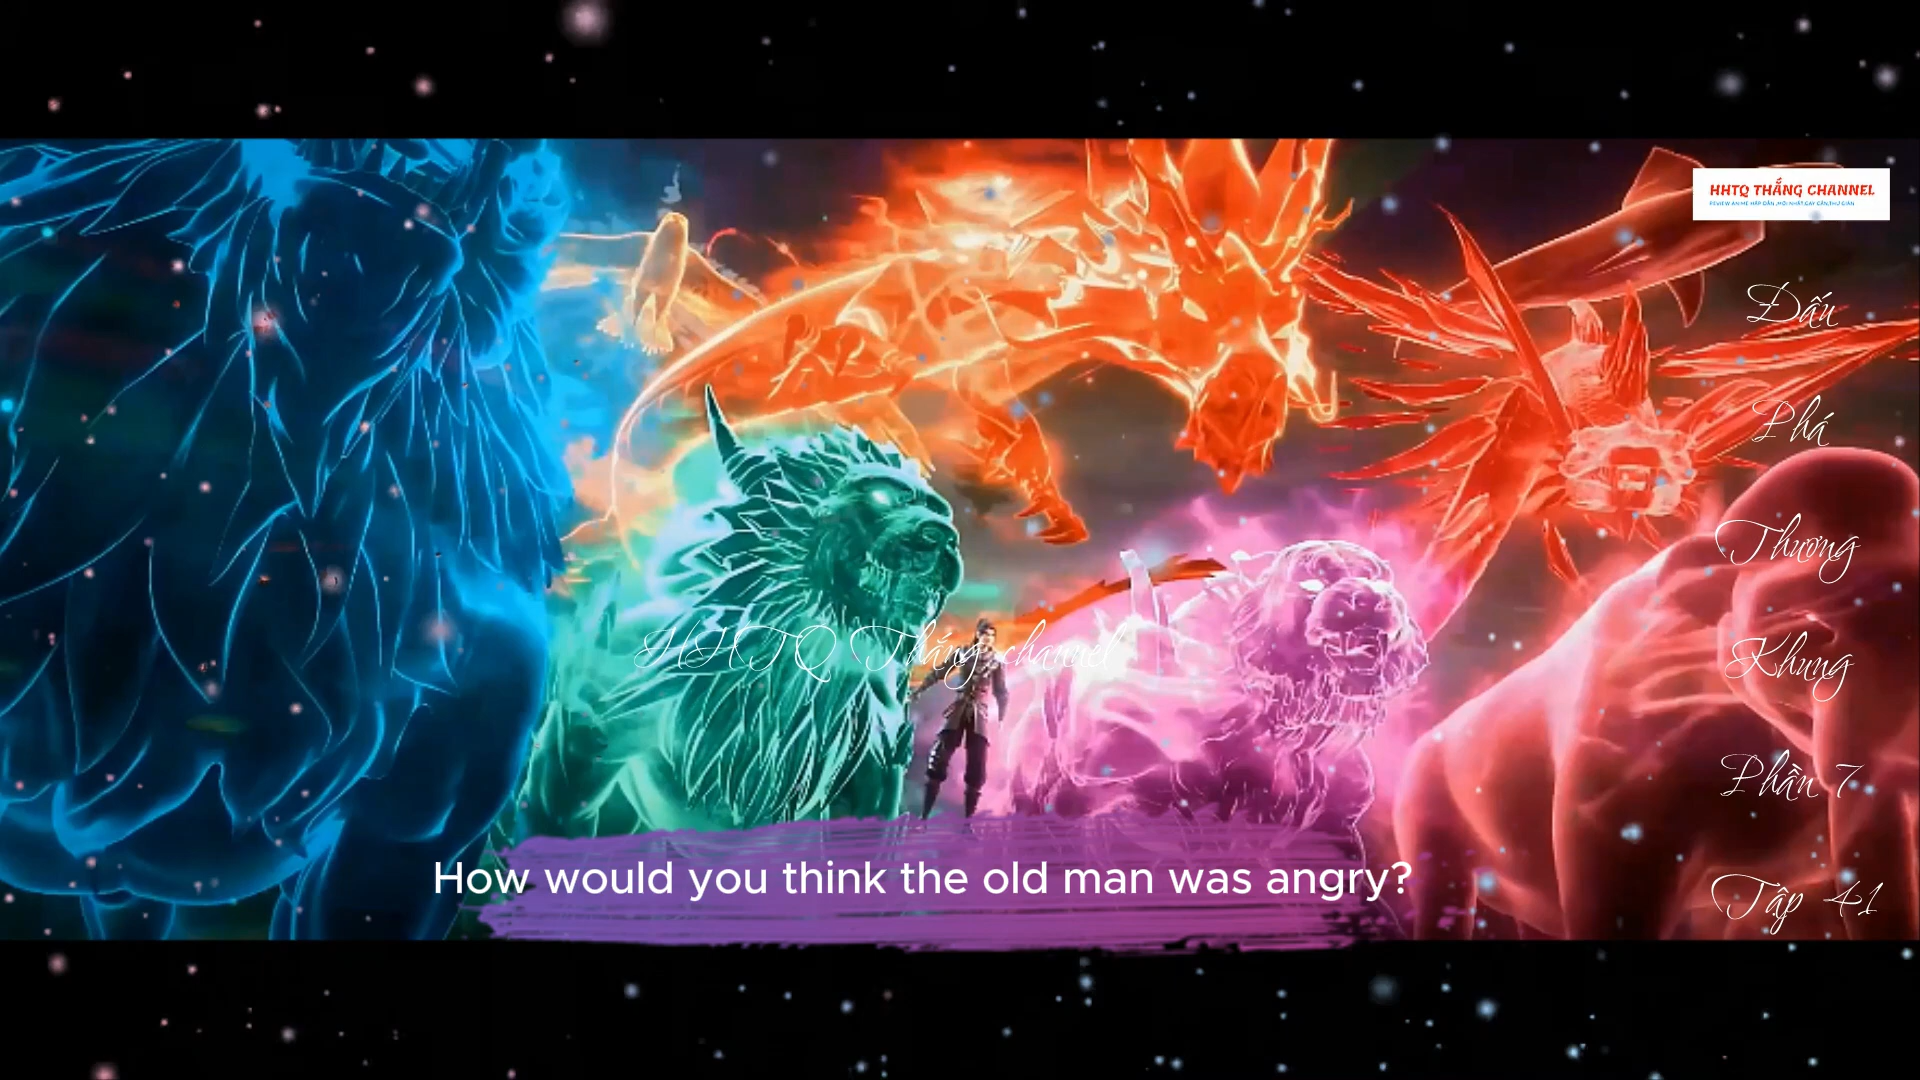 HHTQ THẮNG CHANNEL
Đấu
Phá
Thương
Khung
Phần 7
Tập 41
HHTQ Thắng channel
How would you think the old man was angry?